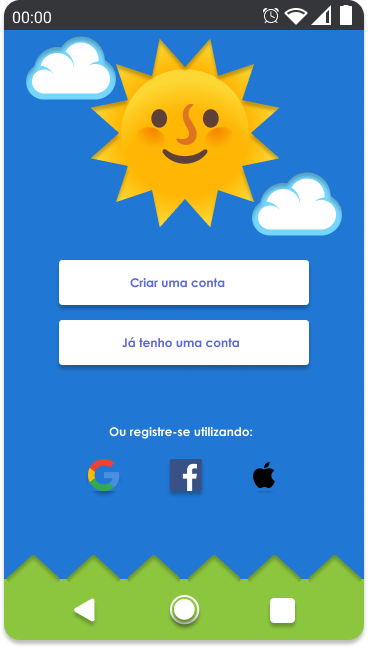 00:00
Criar uma conta
Já tenho uma conta
Ou registre-se utilizando: